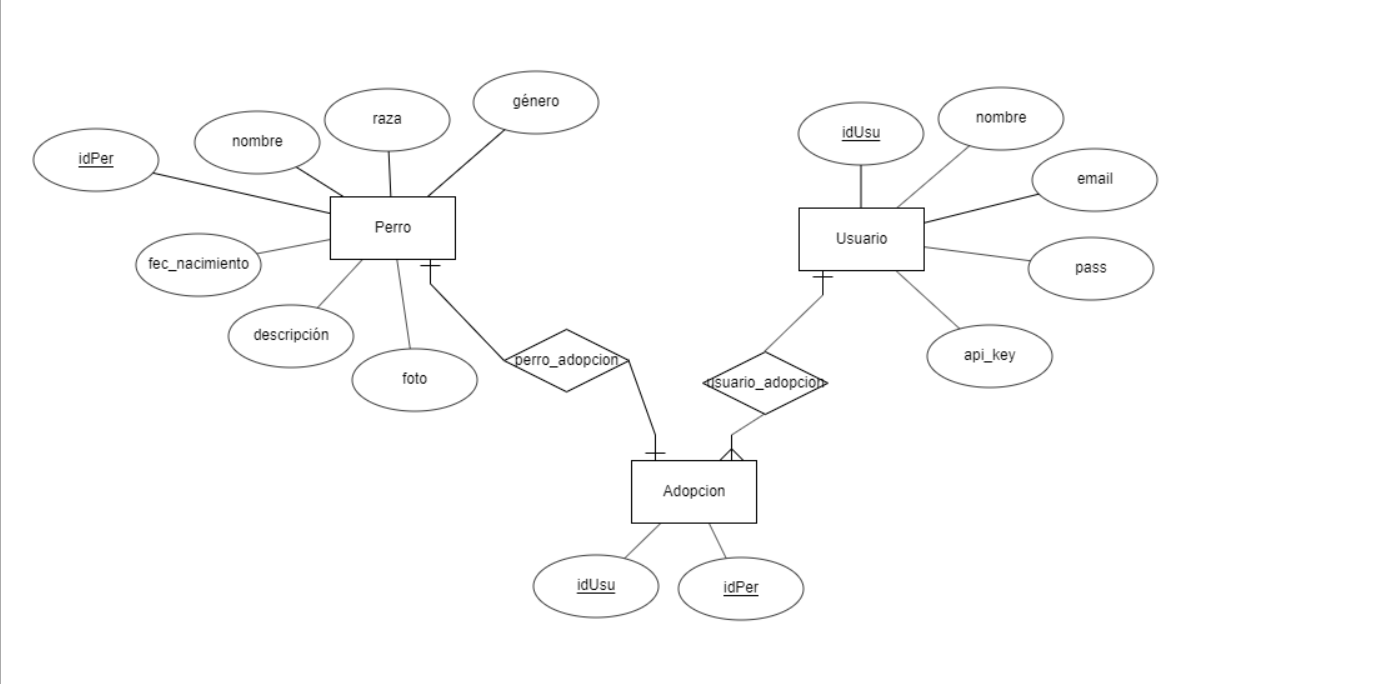 género
raza
nombre
idPer
Perro
fec_nacimiento
descripción
foto
idUsu
nombre
email
Usuario
pass
api_key
perro_adopcion
usuario_adopcion
Adopcion
idUsu
idPer